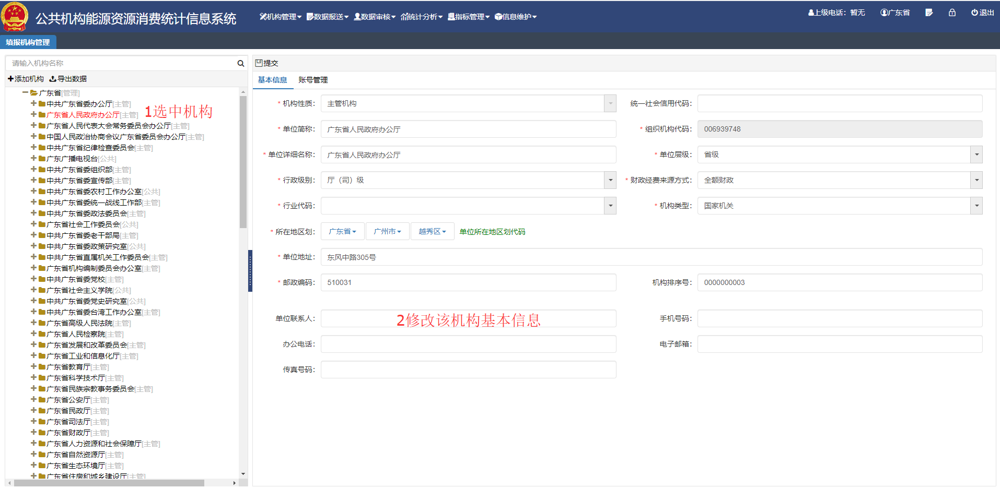 公共机构能源资源消费统计信息系统
机构管理 数据报送 数据审核 统计分析 指标管理 信息维护
上级电话：暂无 广东省 退出
填报机构管理
请输入机构名称
添加机构 导出数据
广东省[管理]
中共广东省委办公厅[主管]
广东省人民政府办公厅[主管]
1选中机构
广东省人民代表大会常务委员会办公厅[主管]
中国人民政治协商会议广东省委员会办公厅[主管]
中共广东省纪律检查委员会[主管]
广东广播电视台[公共]
中共广东省委组织部[主管]
中共广东省委宣传部[主管]
中共广东省委农村工作办公室[公共]
中共广东省委统一战线工作部[主管]
中共广东省委政法委员会[主管]
广东省社会工作委员会[公共]
中共广东省委老干部局[主管]
中共广东省委政策研究室[公共]
中共广东省直属机关工作委员会[主管]
广东省机构编制委员会办公室[主管]
中共广东省委党校[主管]
广东省社会主义学院[公共]
中共广东省委党史研究室[公共]
中共广东省委台湾工作办公室[主管]
广东省高级人民法院[主管]
广东省人民检察院[主管]
广东省发展和改革委员会[主管]
广东省工业和信息化厅[主管]
广东省教育厅[主管]
广东省科学技术厅[主管]
广东省民族宗教事务委员会[主管]
广东省公安厅[主管]
广东省民政厅[主管]
广东省司法厅[主管]
广东省财政厅[主管]
广东省人力资源和社会保障厅[主管]
广东省自然资源厅[主管]
广东省生态环境厅[主管]
广东省住房和城乡建设厅[主管]
提交
基本信息 账号管理
* 机构性质： 主管机构 统一社会信用代码：
* 单位简称： 广东省人民政府办公厅 * 组织机构代码： 006939748
* 单位详细名称： 广东省人民政府办公厅 * 单位层级： 省级
* 行政级别： 厅（司）级 * 财政经费来源方式： 全额财政
* 行业代码： * 机构类型： 国家机关
* 所在地区划： 广东省 广州市 越秀区 单位所在地区划代码
* 单位地址： 东风中路305号
* 邮政编码： 510031 机构排序号： 0000000003
单位联系人： 2修改该机构基本信息 手机号码：
办公电话： 电子邮箱：
传真号码：